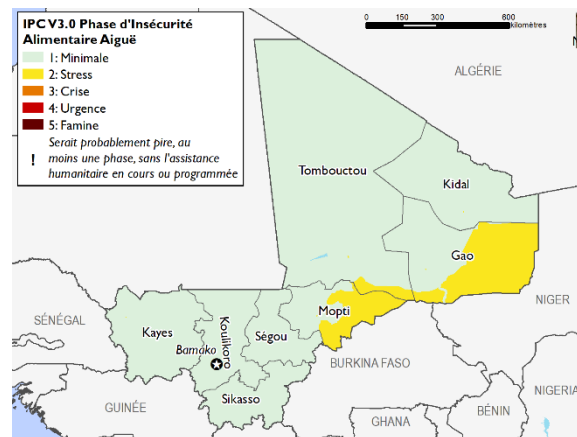 IPC V3.0 Phase d'Insécurité
Alimentaire Aiguë
1: Minimale
2: Stress
3: Crise
4: Urgence
5: Famine
Serait probablement pire, au
moins une phase, sans l'assistance
! humanitaire en cours ou programmée
0 150 300 600
kilomètres
N
ALGÉRIE
Tombouctou
Kidal
Gao
NIGER
Mopti
SÉNÉGAL
Kayes
Koulikoro
Ségou
Bamako
BURKINA FASO
Sikasso
GUINÉE
NIGERIA
BÉNIN
GHANA